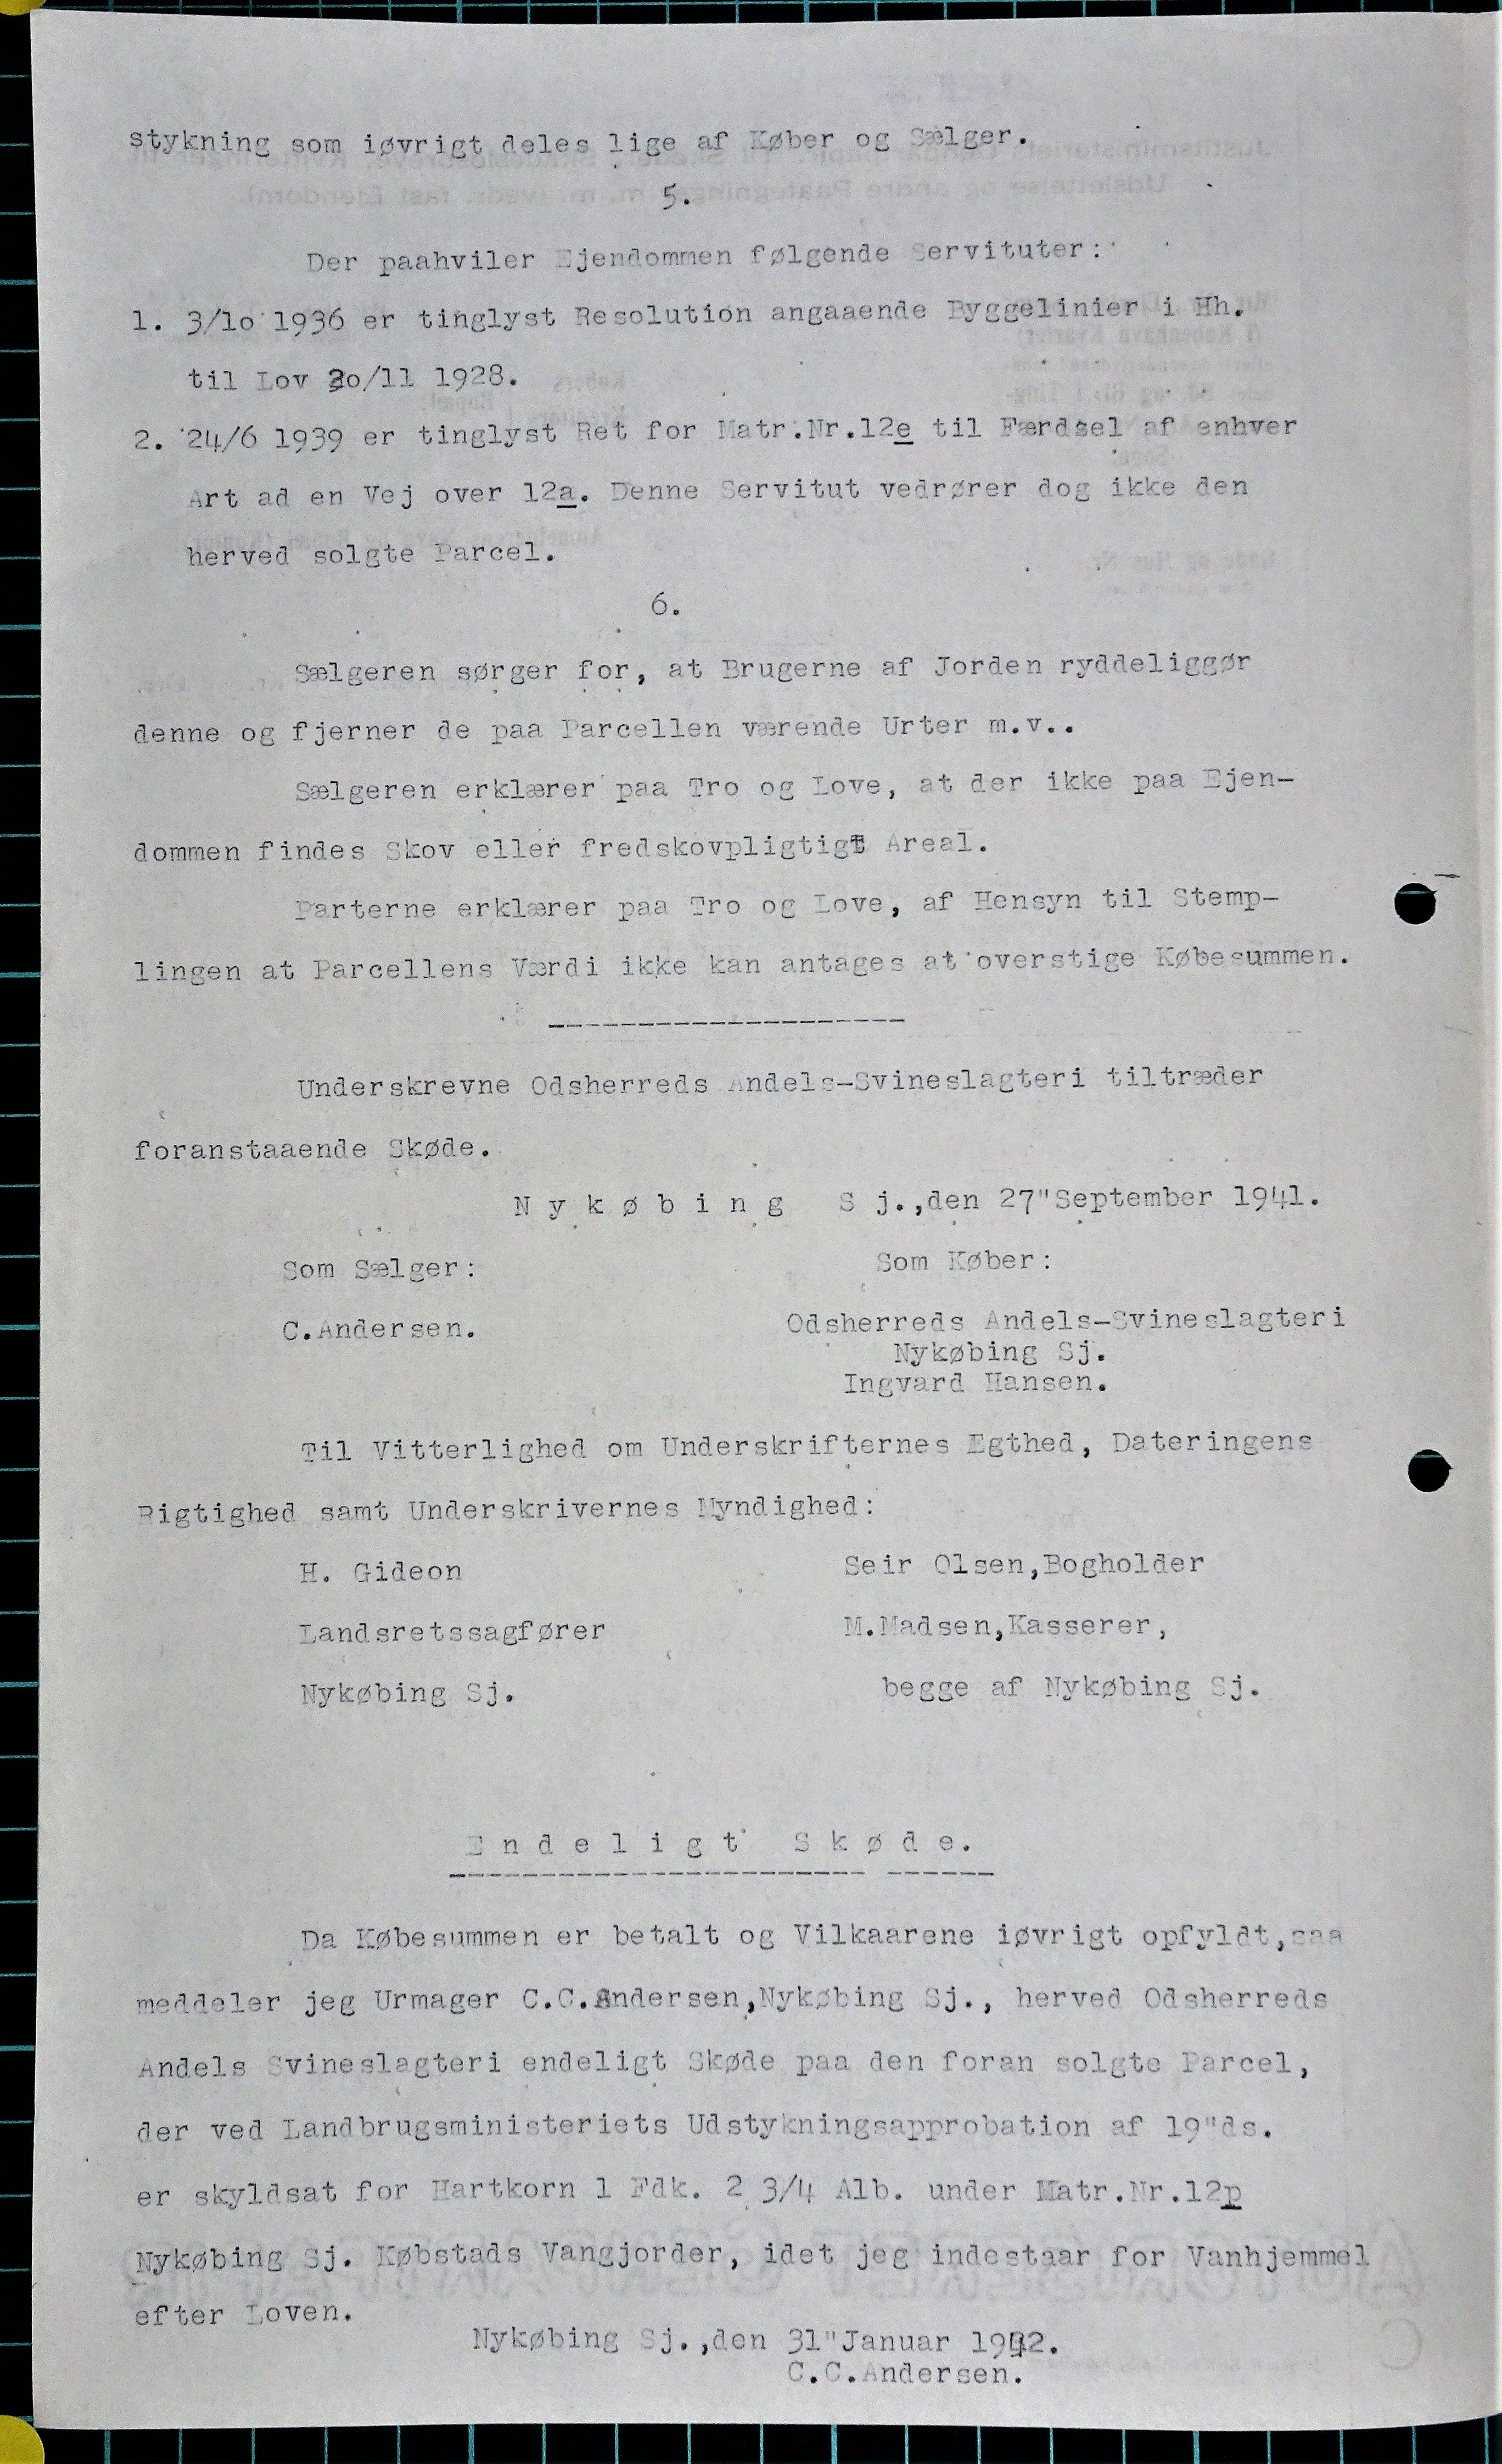 stykning som iøvrigt deles lige af Køber og Sælger.
5.
Der paahviler Ejendommen følgende Servituter:
1. 3/1o 1936 er tinglyst Resolution angaaende Byggelinier i Hh.
til Lov 3o/11 1928.
2. 24/6 1939 er tinglyst Ret for Matr.Nr.12e til Færdsel af enhver
Art ad en Vej over 12a. Denne Servitut vedrører dog ikke den
herved solgte Parcel.
6.
Sælgeren sørger for, at Brugerne af Jorden ryddeliggør
denne og fjerner de paa Parcellen værende Urter m.v..
Sælgeren erklærer paa Tro og Love, at der ikke paa Ejen-
dommen findes Skov eller fredskovpligtigt Areal.
Parterne erklærer paa Tro og Love, af Hensyn til Stemp-
lingen at Parcellens Værdi ikke kan antages at overstige Købesummen.
--------------------
Underskrevne Odsherreds Andels-Svineslagteri tiltræder
foranstaaende Skøde.
N y k ø b i n g S j.,den 27" September 1941.
Som Sælger: Som Køber:
C.Andersen. Odsherreds Andels-Svineslagteri
Nykøbing Sj.
Ingvard Hansen.
Til Vitterlighed om Underskrifternes Egthed, Dateringens
Rigtighed samt Underskrivernes Myndighed:
H. Gideon Seir Olsen,Bogholder
Landsretssagfører M.Madsen,Kasserer,
Nykøbing Sj. begge af Nykøbing Sj.
E n d e l i g t S k ø d e.
Da Købesummen er betalt og Vilkaarene iøvrigt opfyldt,saa
meddeler jeg Urmager C.C.Andersen,Nykøbing Sj., herved Odsherreds
Andels Svineslagteri endeligt Skøde paa den foran solgte Parcel,
der ved Landbrugsministeriets Udstykningsapprobation af 19"ds.
er skyldsat for Hartkorn 1 Fdk. 2 3/4 Alb. under Matr.Nr.12p
Nykøbing Sj. Købstads Vangjorder, idet jeg indestaar for Vanhjemmel
efter Loven.
Nykøbing Sj.,den 31"Januar 1942.
C.C.Andersen.